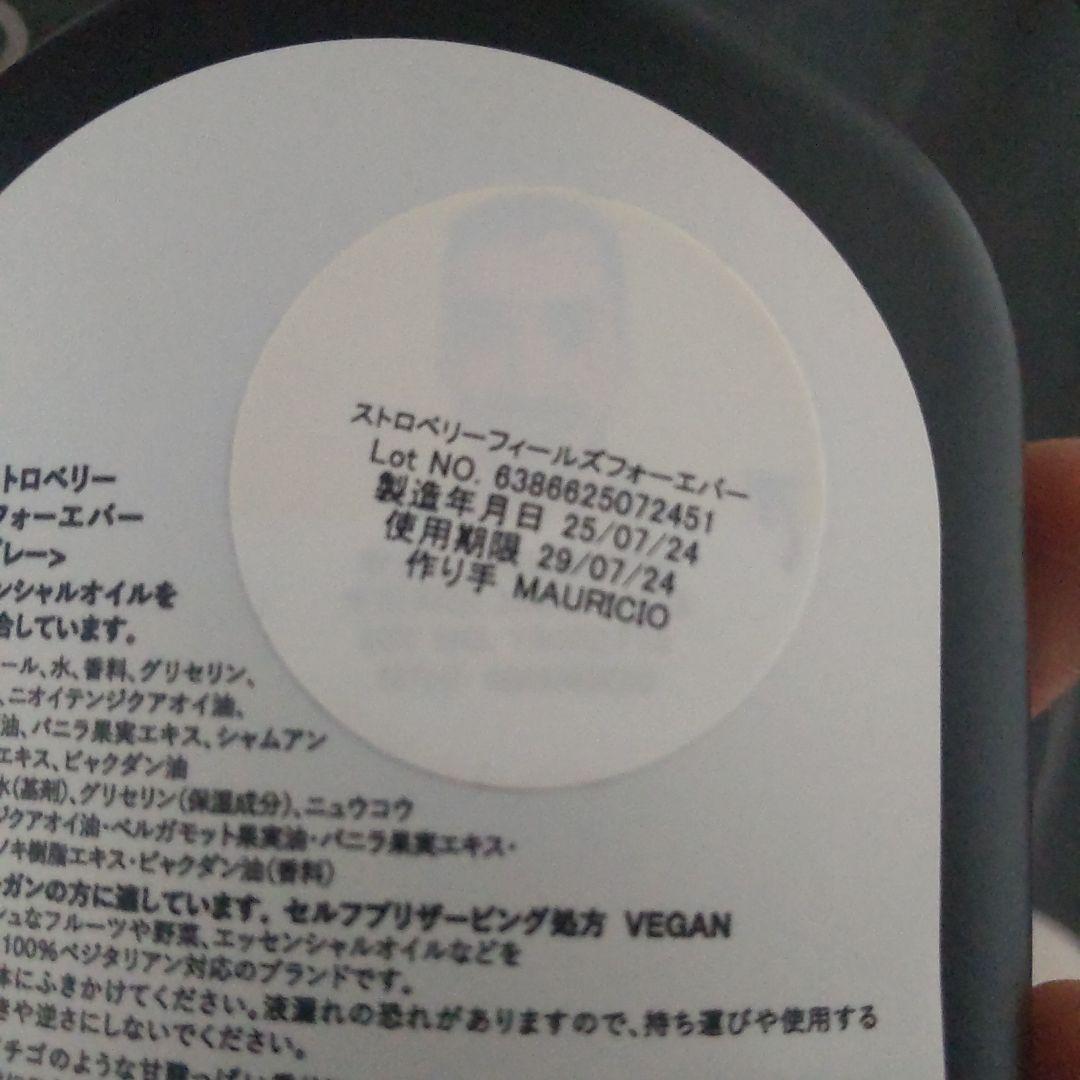 ストロベリーフィールズフォーエバー
Lot NO. 6386625072451
製造年月日 25/07/24
使用期限 29/07/24
作り手 MAURICIO
トロベリー
フォーエバー
プレー>
ンシャルオイルを
合しています。
ール、水、香料、グリセリン、
、ニオイテンジクアオイ油、
油、バニラ果実エキス、シャムアン
エキス、ビャクダン油
水(基剤)、グリセリン(保湿成分)、ニュウコウ
ジクアオイ油・ベルガモット果実油・バニラ果実エキス・
ノキ樹脂エキス・ビャクダン油(香料)
ーガンの方に適しています。セルフプリザービング処方 VEGAN
シュなフルーツや野菜、エッセンシャルオイルなどを
100%ベジタリアン対応のブランドです。
体にふきかけてください。液漏れの恐れがありますので、持ち運びや使用する
きや逆さにしないでください。
チゴのような甘酸っぱい